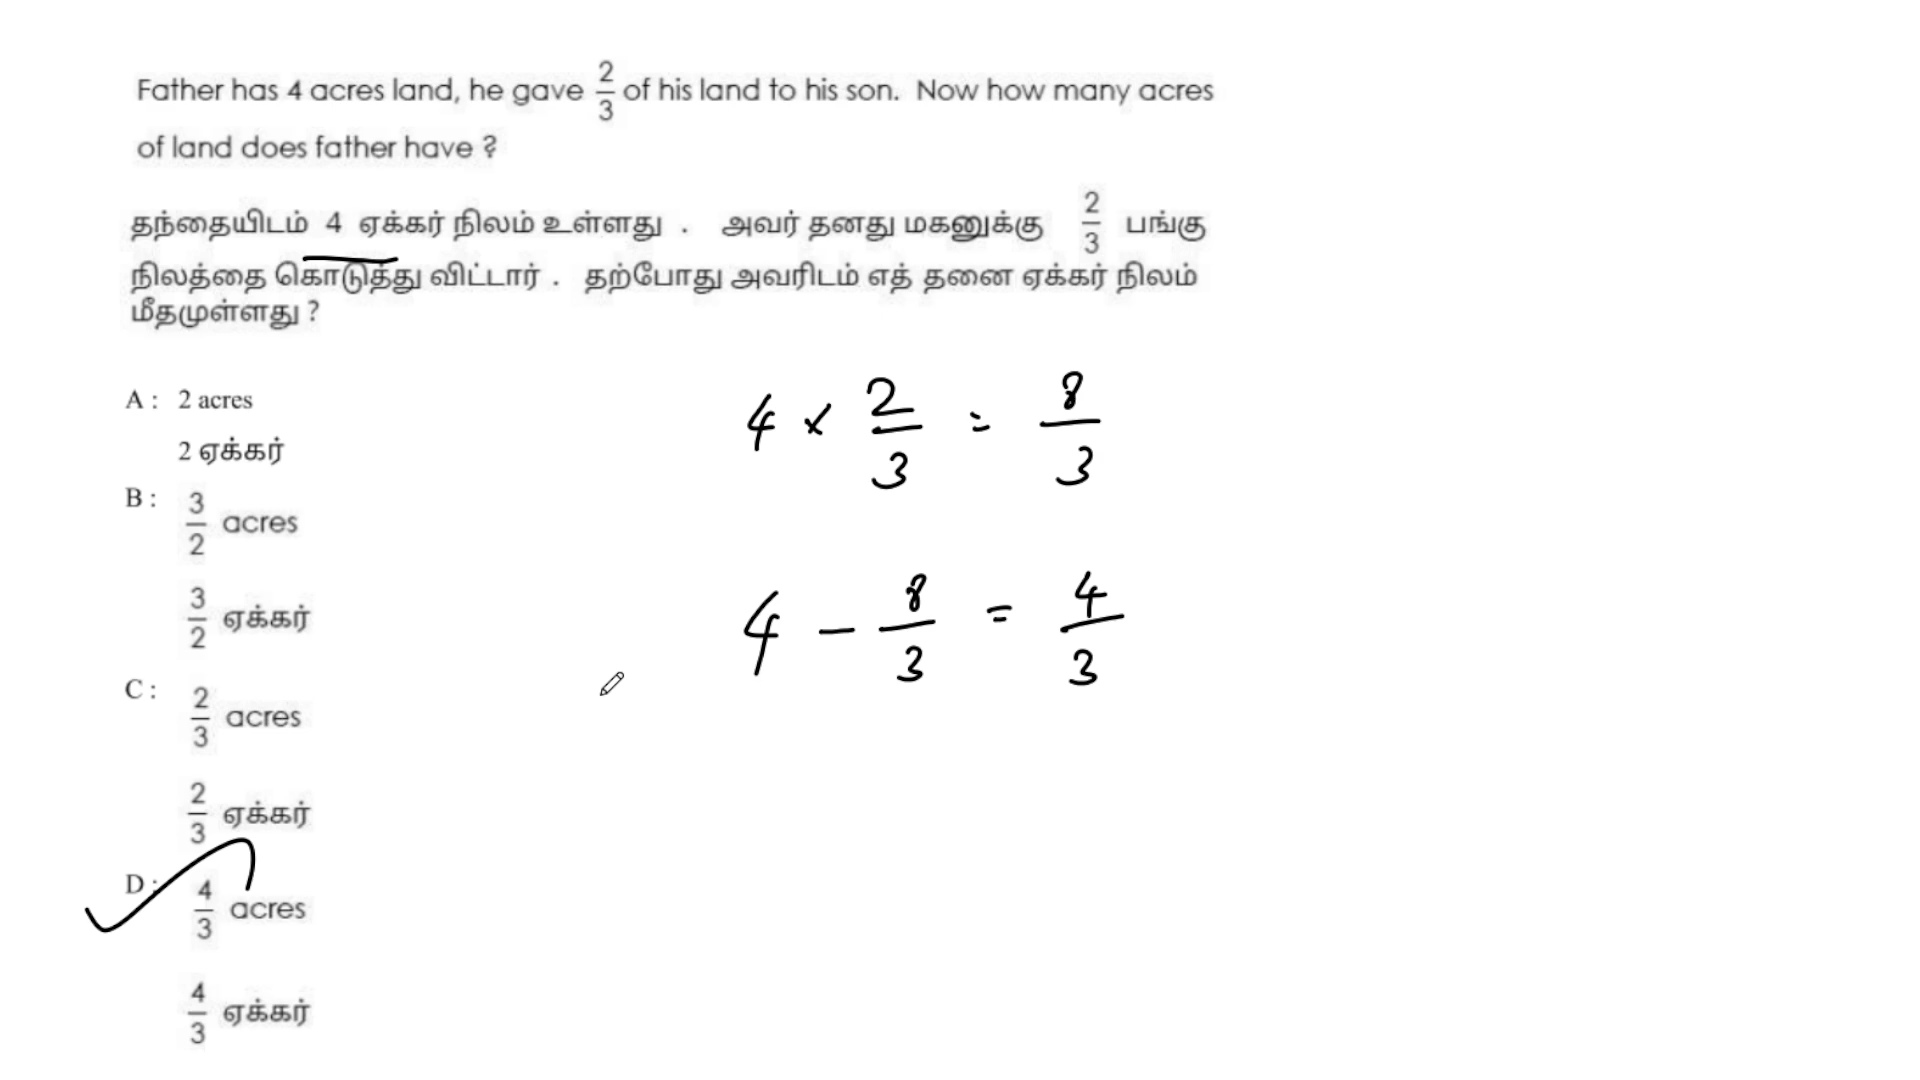 Father has 4 acres land, he gave 2/3 of his land to his son. Now how many acres
of land does father have ?
தந்தையிடம் 4 ஏக்கர் நிலம் உள்ளது . அவர் தனது மகனுக்கு 2/3 பங்கு
நிலத்தை கொடுத்து விட்டார் . தற்போது அவரிடம் எத் தனை ஏக்கர் நிலம்
மீதமுள்ளது ?
A : 2 acres
2 ஏக்கர்
B : 3/2 acres
3/2 ஏக்கர்
C : 2/3 acres
2/3 ஏக்கர்
D : 4/3 acres
4/3 ஏக்கர்
4 × 2/3 = 8/3
4 - 8/3 = 4/3